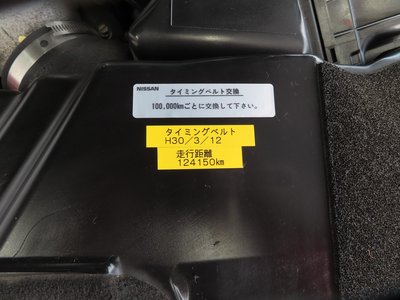 NISSAN タイミングベルト交換
100,000kmごとに交換して下さい。
タイミングベルト
H30／3／12
走行距離
124150km